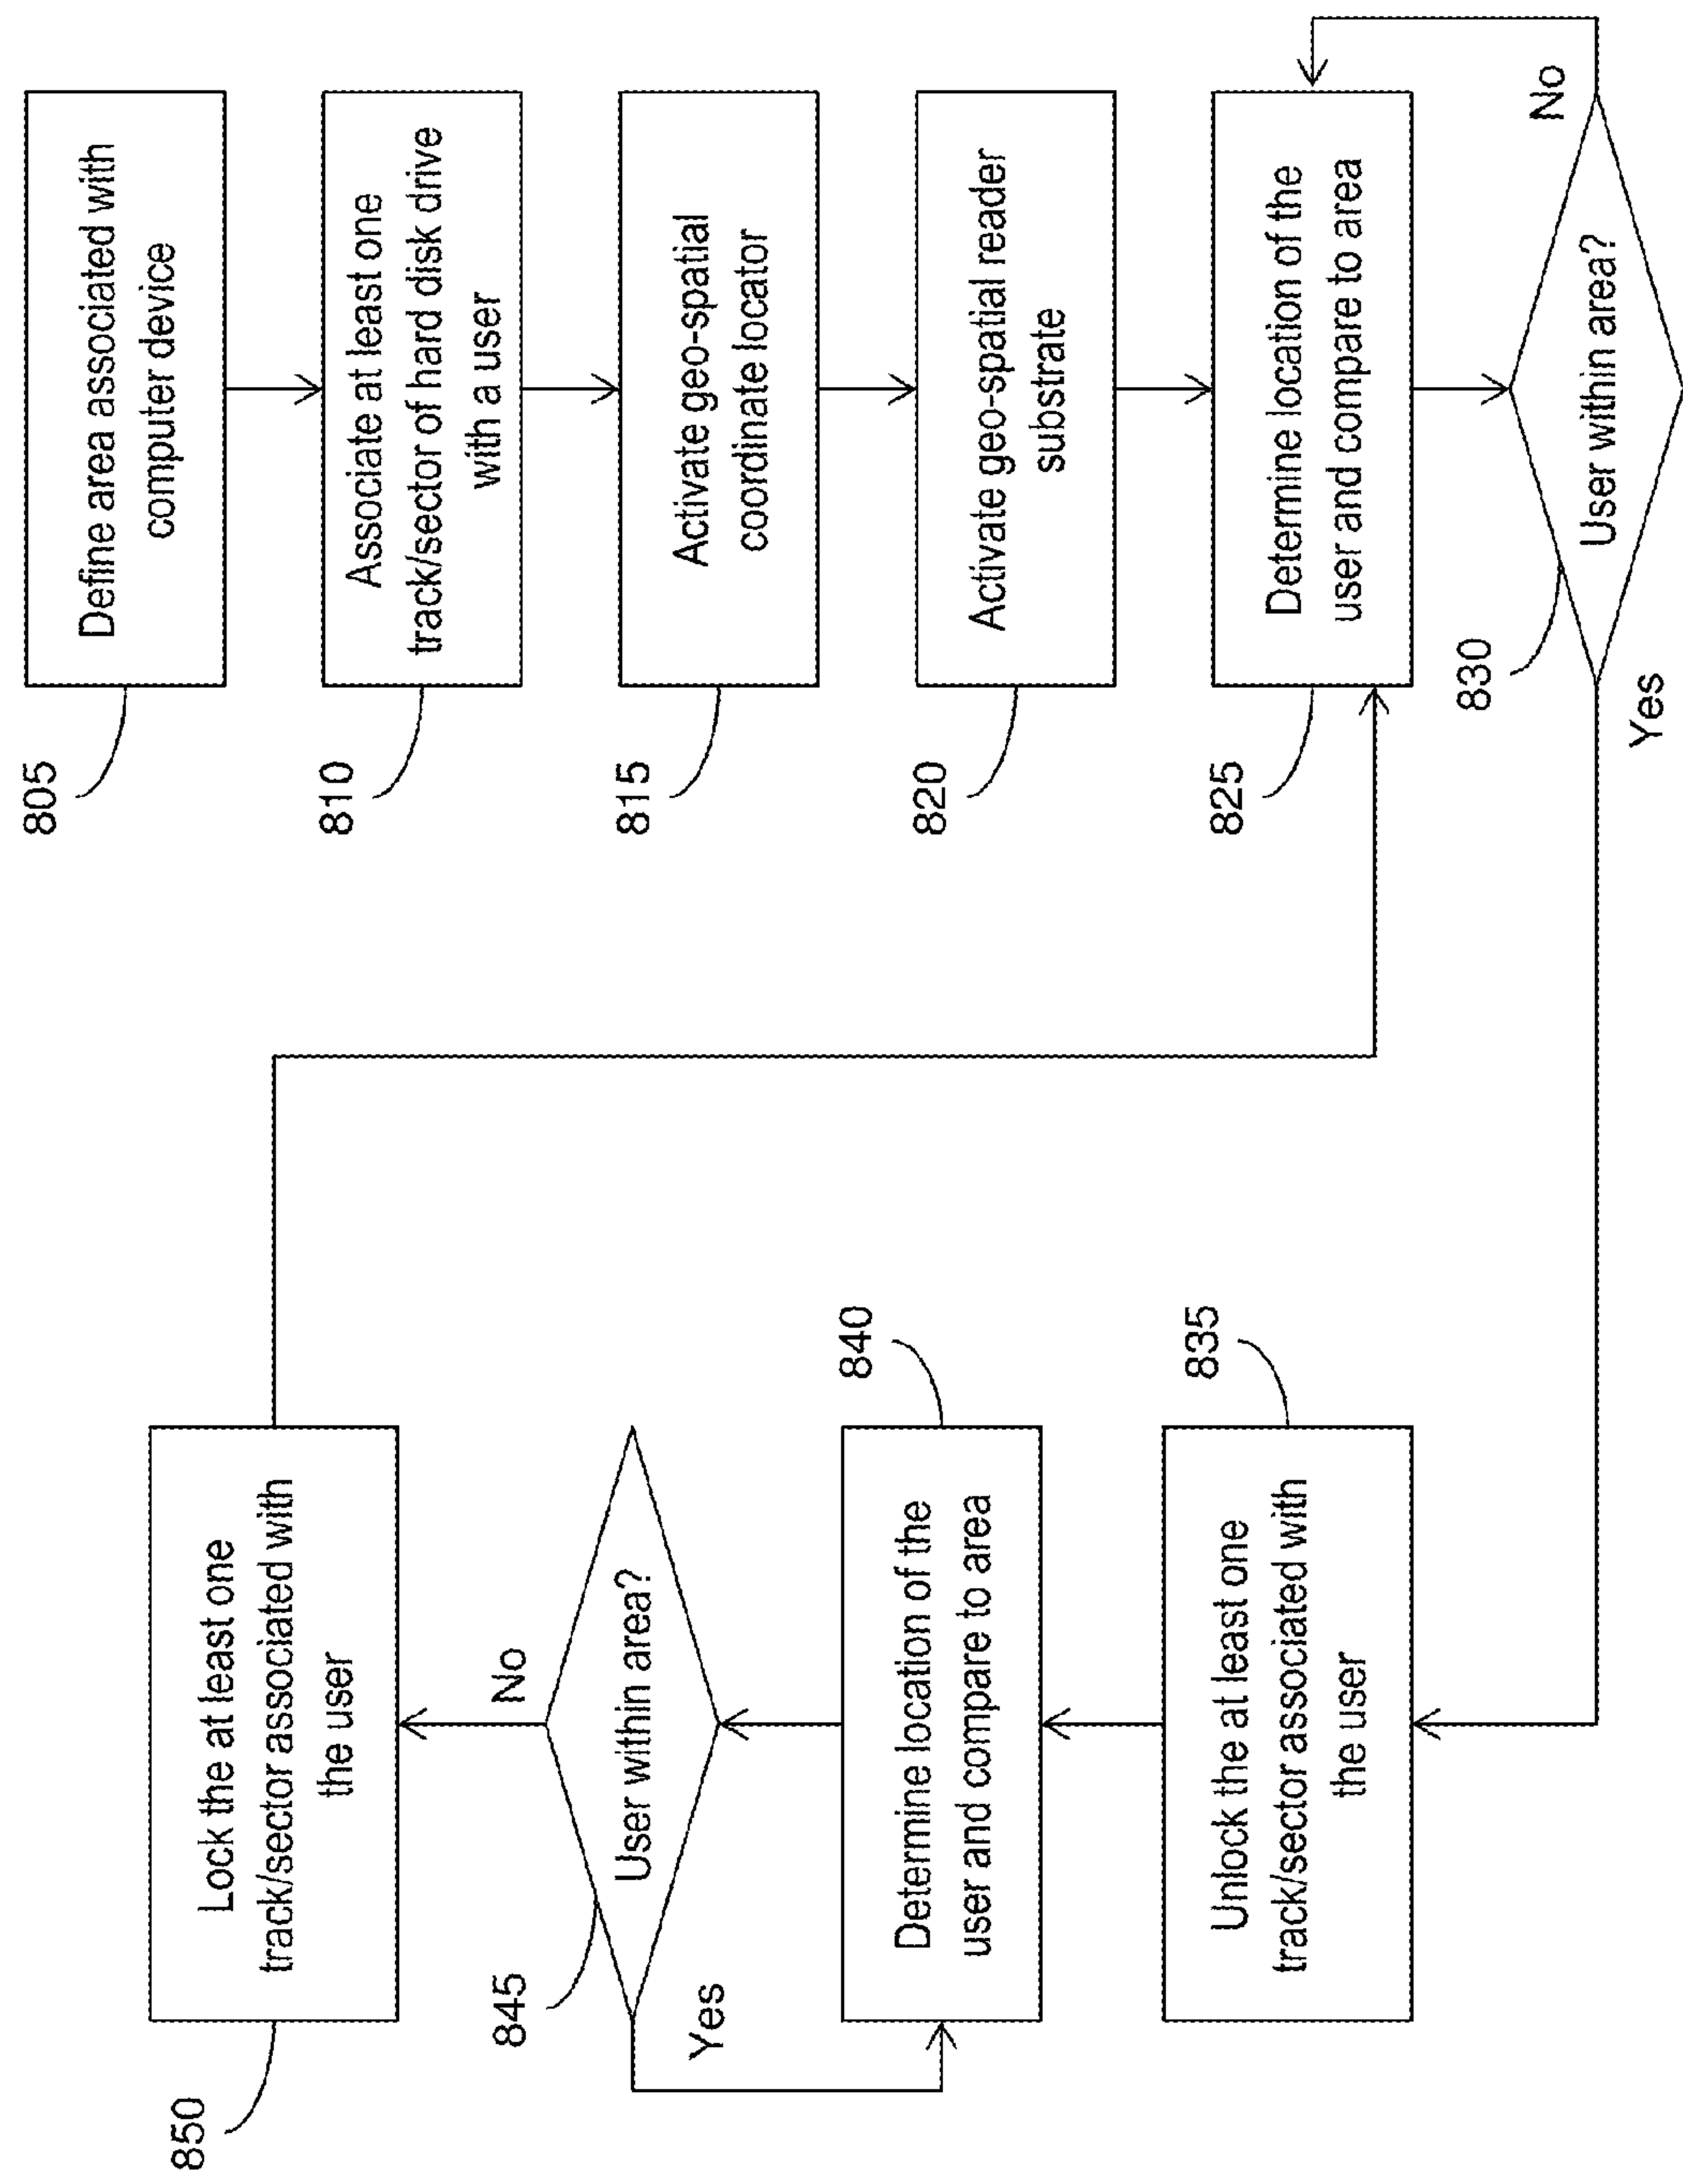 805
Define area associated with
computer device
810
Associate at least one
track/sector of hard disk drive
with a user
815
Activate geo-spatial
coordinate locator
820
Activate geo-spatial reader
substrate
825
Determine location of the
user and compare to area
830
User within area?
No
Yes
835
Unlock the at least one
track/sector associated with
the user
840
Determine location of the
user and compare to area
845
User within area?
Yes
No
850
Lock the at least one
track/sector associated with
the user